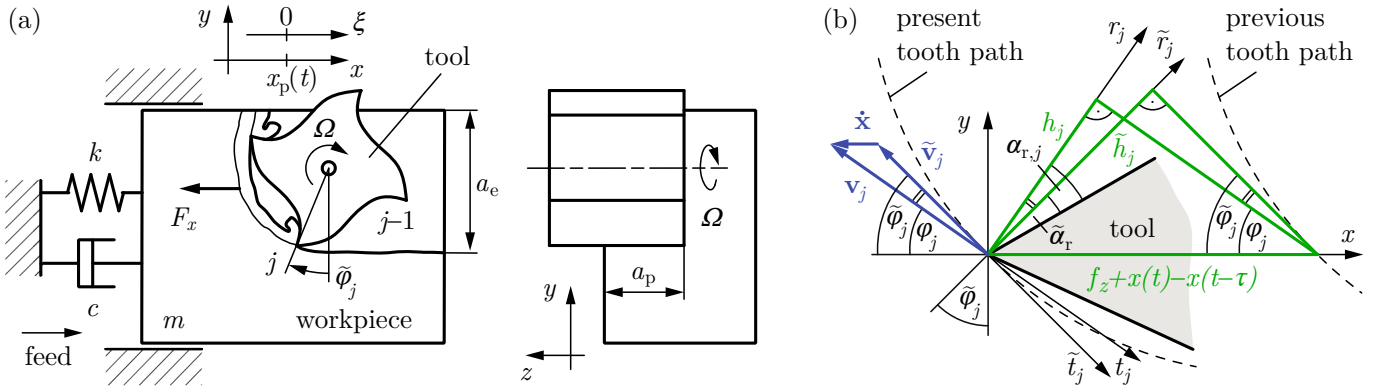 (a)
y
0
ξ
x_p(t)
x
tool
k
Ω
a_e
F_x
j–1
j
φ̃_j
c
m
workpiece
feed
Ω
a_p
y
z
(b)
present
tooth path
previous
tooth path
r_j
r̃_j
y
h_j
h̃_j
ẋ
ṽ_j
v_j
α_r,j
α̃_r
φ̃_j
φ_j
tool
φ̃_j
φ_j
x
f_z+x(t)–x(t–τ)
φ̃_j
t̃_j
t_j